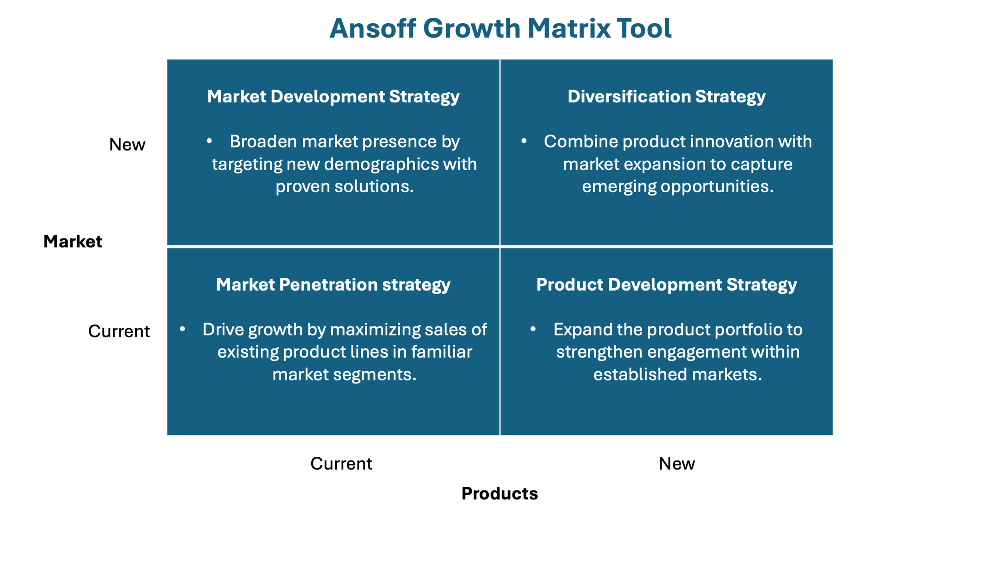 Ansoff Growth Matrix Tool
Market Development Strategy
• Broaden market presence by
targeting new demographics with
proven solutions.
Diversification Strategy
• Combine product innovation with
market expansion to capture
emerging opportunities.
New
Market
Market Penetration strategy
• Drive growth by maximizing sales of
existing product lines in familiar
market segments.
Product Development Strategy
• Expand the product portfolio to
strengthen engagement within
established markets.
Current
Current
New
Products